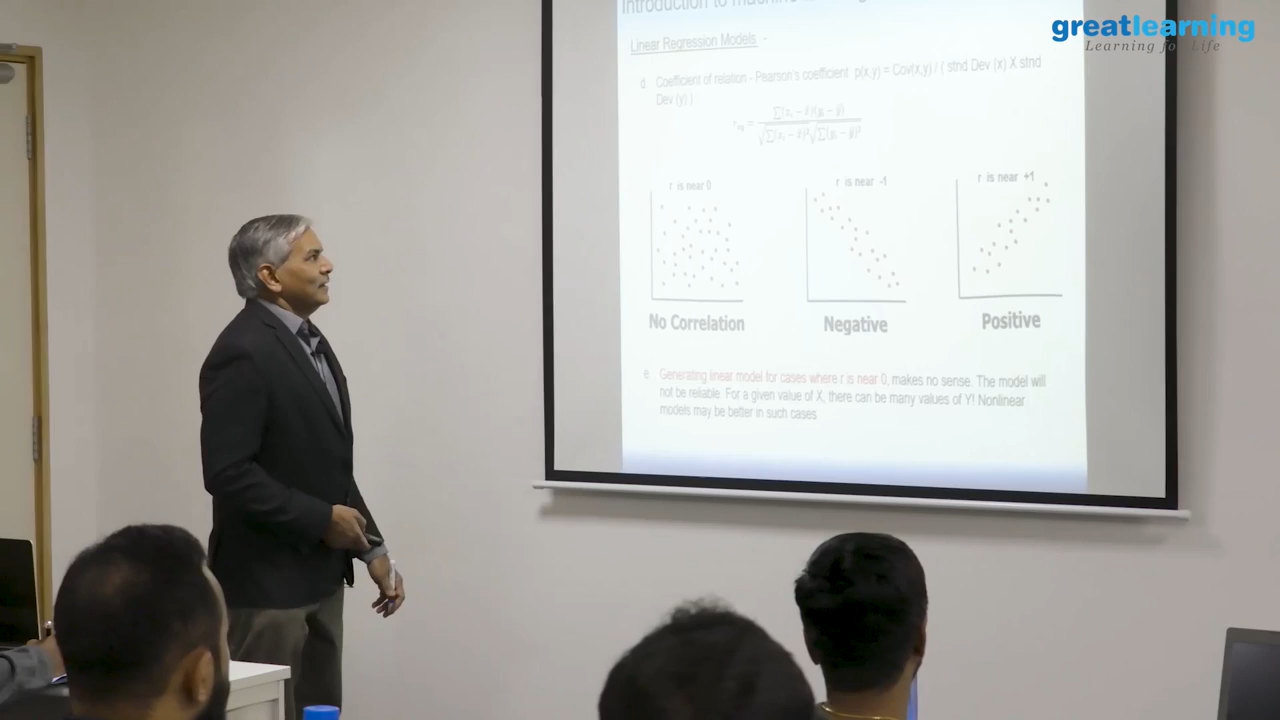 greatlearning
Learning for Life
Introduction to machine
Linear Regression Models -
d. Coefficient of relation - Pearson's coefficient p(x,y) = Cov(x,y) / ( stnd Dev (x) X stnd
Dev (y) )
r is near 0
r is near -1
r is near +1
No Correlation
Negative
Positive
e. Generating linear model for cases where r is near 0, makes no sense. The model will
not be reliable. For a given value of X, there can be many values of Y! Nonlinear
models may be better in such cases